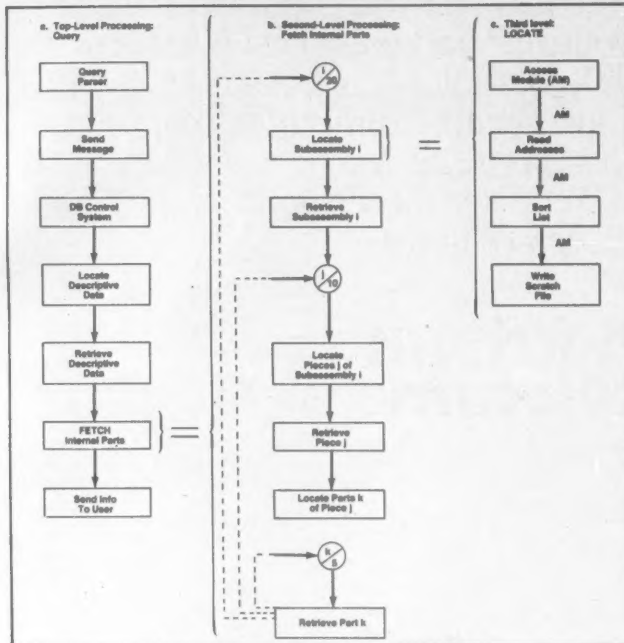 a. Top-Level Processing:
Query
Query
Parser
Send
Message
DB Control
System
Locate
Descriptive
Data
Retrieve
Descriptive
Data
FETCH
Internal Parts
Send Info
To User
b. Second-Level Processing:
Fetch Internal Parts
i/20
Locate
Subassembly i
Retrieve
Subassembly i
j/10
Locate
Pieces j of
Subassembly i
Retrieve
Piece j
Locate Parts k
of Piece j
k/5
Retrieve Part k
c. Third level:
LOCATE
Access
Module (AM)
AM
Read
Addresses
AM
Sort
List
AM
Write
Scratch
File